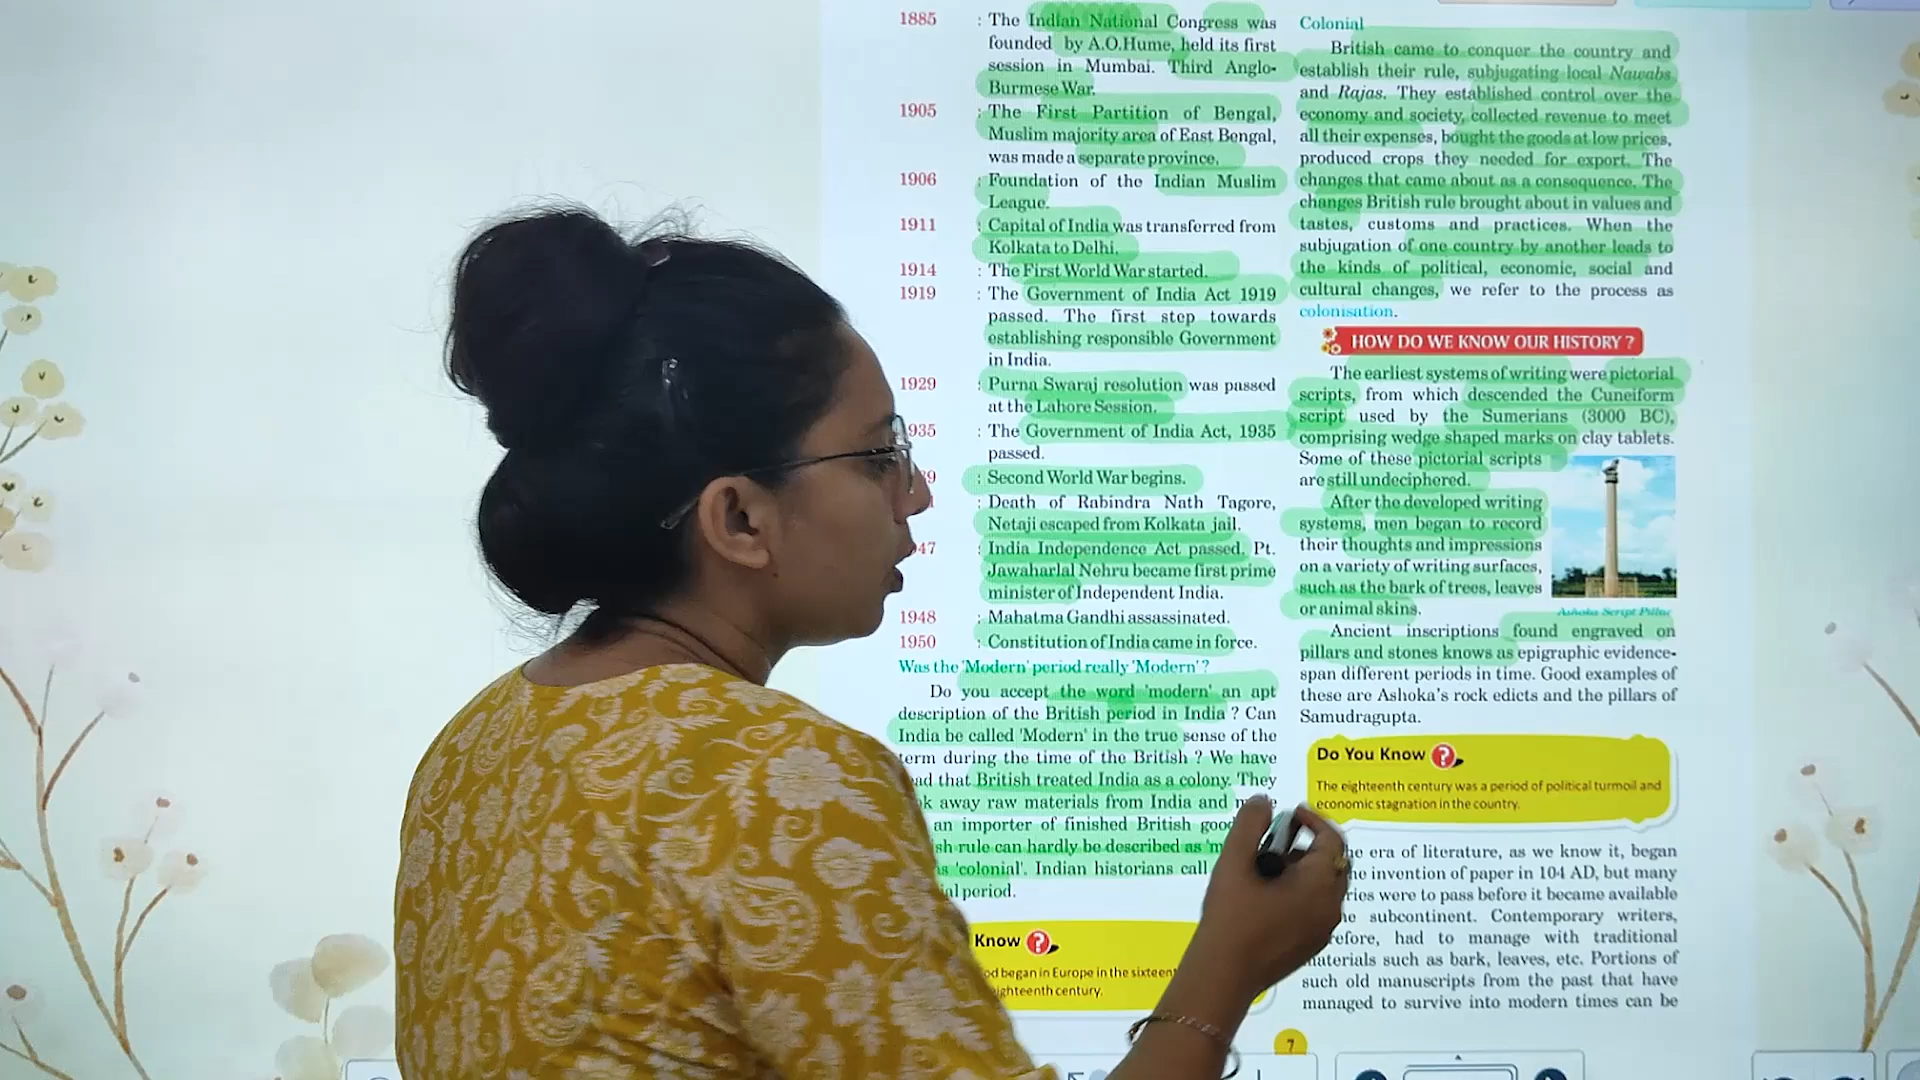 1885 : The Indian National Congress was
founded by A.O.Hume, held its first
session in Mumbai. Third Anglo-
Burmese War.
1905 : The First Partition of Bengal,
Muslim majority area of East Bengal,
was made a separate province.
1906 : Foundation of the Indian Muslim
League.
1911 : Capital of India was transferred from
Kolkata to Delhi.
1914 : The First World War started.
1919 : The Government of India Act 1919
passed. The first step towards
establishing responsible Government
in India.
1929 : Purna Swaraj resolution was passed
at the Lahore Session.
935 : The Government of India Act, 1935
passed.
9 : Second World War begins.
: Death of Rabindra Nath Tagore,
Netaji escaped from Kolkata jail.
47 : India Independence Act passed. Pt.
Jawaharlal Nehru became first prime
minister of Independent India.
1948 : Mahatma Gandhi assassinated.
1950 : Constitution of India came in force.
Was the 'Modern' period really 'Modern' ?
Do you accept the word 'modern' an apt
description of the British period in India ? Can
India be called 'Modern' in the true sense of the
term during the time of the British ? We have
ad that British treated India as a colony. They
k away raw materials from India and
an importer of finished British
sh rule can hardly be described as
'colonial'. Indian historians call
period.
Know ?
began in Europe in the
eighteenth century.
Colonial
British came to conquer the country and
establish their rule, subjugating local Nawabs
and Rajas. They established control over the
economy and society, collected revenue to meet
all their expenses, bought the goods at low prices,
produced crops they needed for export. The
changes that came about as a consequence. The
changes British rule brought about in values and
tastes, customs and practices. When the
subjugation of one country by another leads to
the kinds of political, economic, social and
cultural changes, we refer to the process as
colonisation.
HOW DO WE KNOW OUR HISTORY ?
The earliest systems of writing were pictorial
scripts, from which descended the Cuneiform
script used by the Sumerians (3000 BC),
comprising wedge shaped marks on clay tablets.
Some of these pictorial scripts
are still undeciphered.
After the developed writing
systems, men began to record
their thoughts and impressions
on a variety of writing surfaces,
such as the bark of trees, leaves
or animal skins.
Ashoka Script Pillar
Ancient inscriptions found engraved on
pillars and stones knows as epigraphic evidence-
span different periods in time. Good examples of
these are Ashoka's rock edicts and the pillars of
Samudragupta.
Do You Know ?
The eighteenth century was a period of political turmoil and
economic stagnation in the country.
era of literature, as we know it, began
invention of paper in 104 AD, but many
were to pass before it became available
subcontinent. Contemporary writers,
had to manage with traditional
materials such as bark, leaves, etc. Portions of
such old manuscripts from the past that have
managed to survive into modern times can be
7